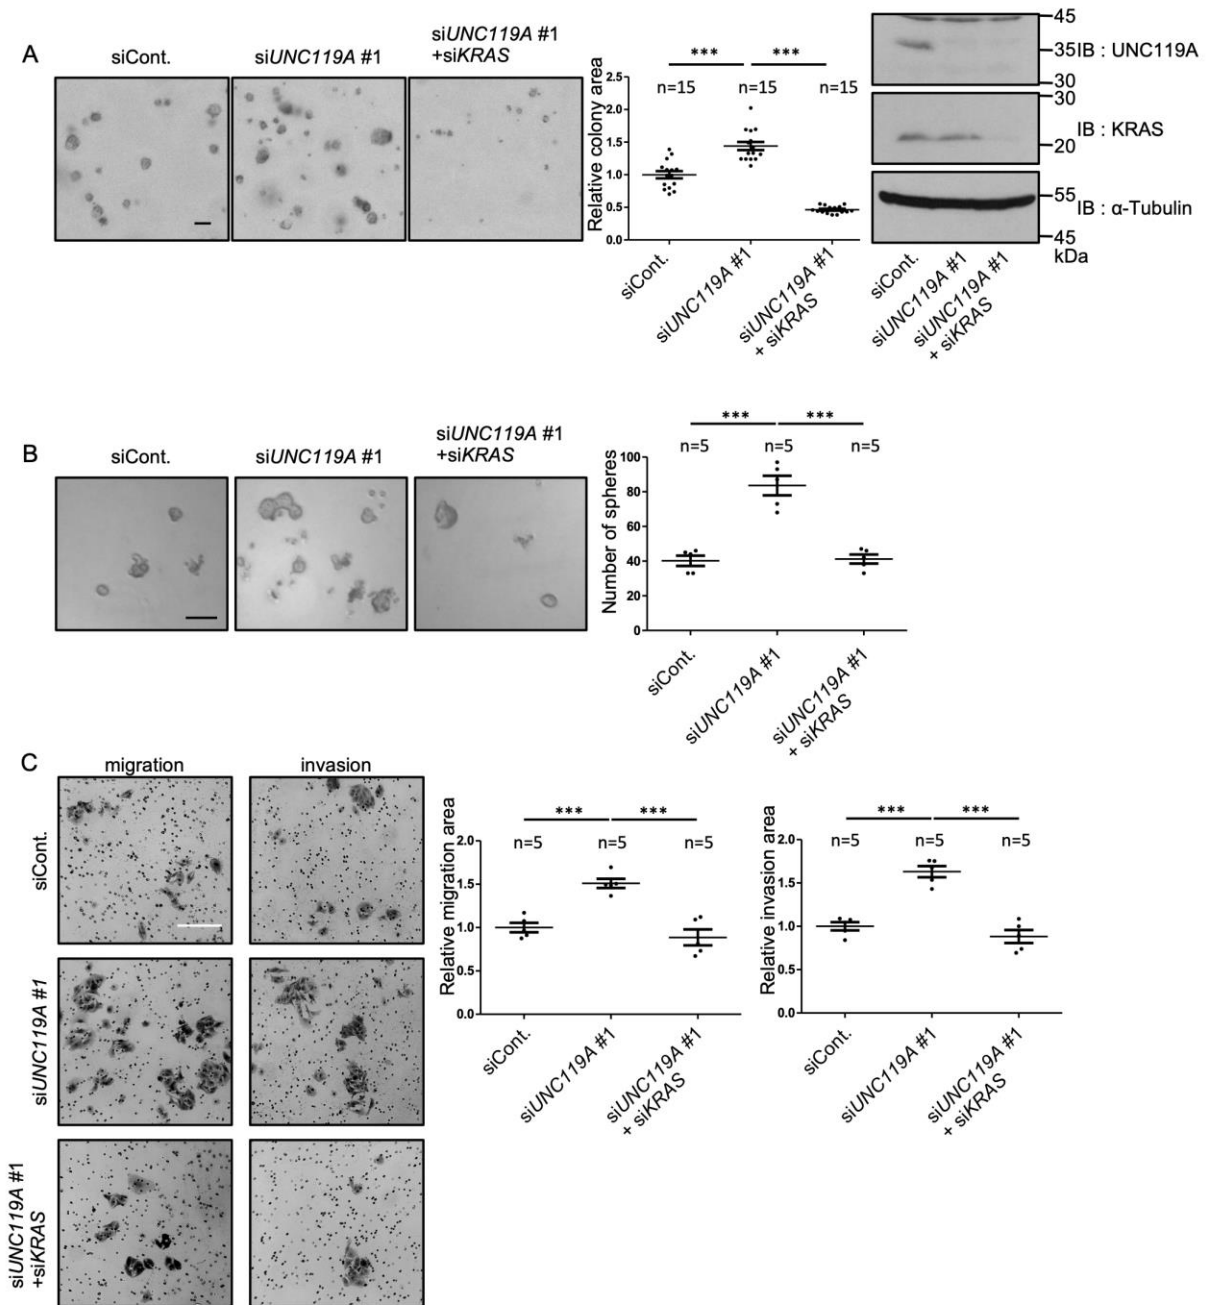 A
siCont.
siUNC119A #1
siUNC119A #1
+siKRAS
Relative colony area
2.5
2.0
1.5
1.0
0.5
0.0
***
***
n=15
n=15
n=15
siCont.
siUNC119A #1
siUNC119A #1
+ siKRAS
45
35
30
IB : UNC119A
30
20
IB : KRAS
55
45
IB : α-Tubulin
kDa
siCont.
siUNC119A #1
siUNC119A #1
+ siKRAS
B
siCont.
siUNC119A #1
siUNC119A #1
+siKRAS
Number of spheres
100
80
60
40
20
0
***
***
n=5
n=5
n=5
siCont.
siUNC119A #1
siUNC119A #1
+ siKRAS
C
migration
invasion
siCont.
siUNC119A #1
siUNC119A #1
+siKRAS
Relative migration area
2.0
1.5
1.0
0.5
0.0
***
***
n=5
n=5
n=5
siCont.
siUNC119A #1
siUNC119A #1
+ siKRAS
Relative invasion area
2.0
1.5
1.0
0.5
0.0
***
***
n=5
n=5
n=5
siCont.
siUNC119A #1
siUNC119A #1
+ siKRAS